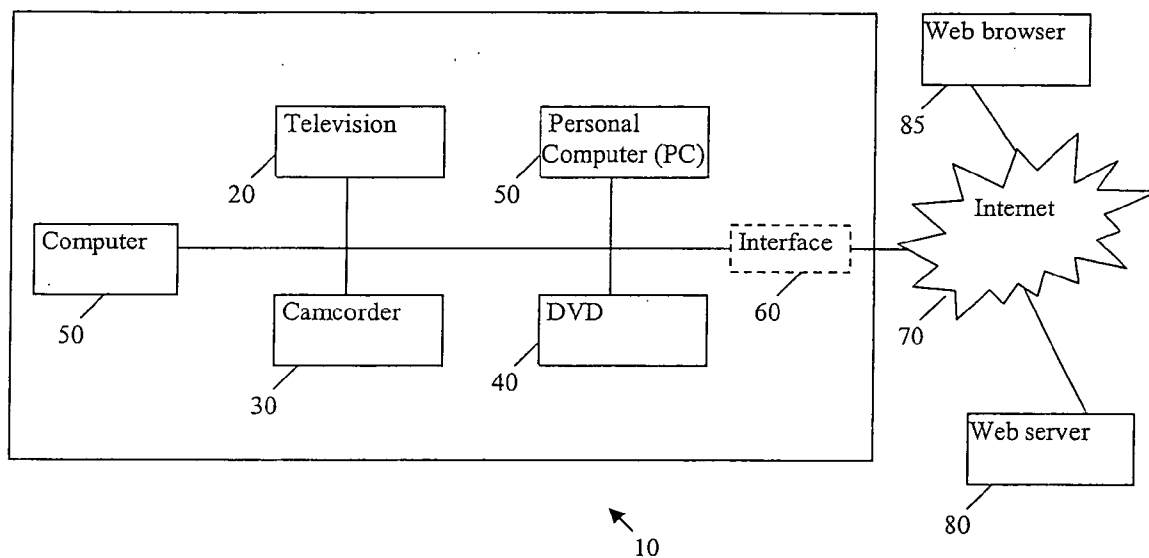 Web browser
85
Television
20
Personal
Computer (PC)
50
Internet
Computer
50
Interface
60
70
Camcorder
30
DVD
40
Web server
80
10